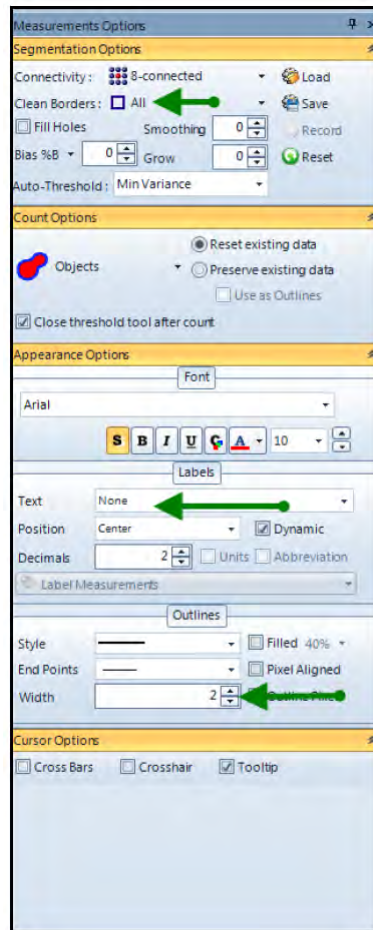 Measurements Options
Segmentation Options
Connectivity: 8-connected Load
Clean Borders: All Save
Fill Holes Smoothing 0 Record
Bias %B 0 Grow 0 Reset
Auto-Threshold: Min Variance
Count Options
Reset existing data
Objects Preserve existing data
Use as Outlines
Close threshold tool after count
Appearance Options
Font
Arial
S B I U G A 10
Labels
Text None
Position Center Dynamic
Decimals 2 Units Abbreviation
Label Measurements
Outlines
Style Filled 40%
End Points Pixel Aligned
Width 2
Cursor Options
Cross Bars Crosshair Tooltip